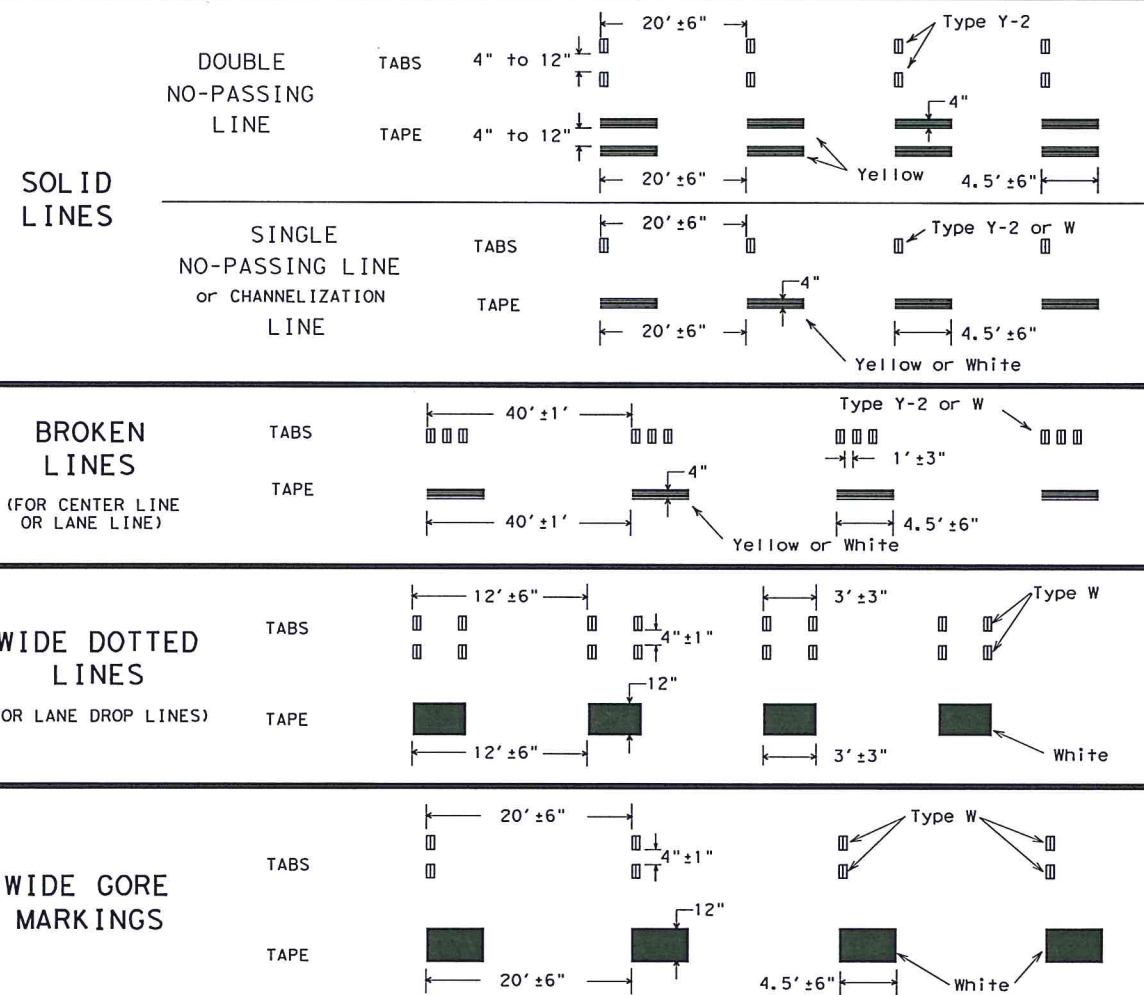 SOLID
LINES
DOUBLE
NO-PASSING
LINE
TABS
4" to 12"
20'±6"
Type Y-2
TAPE
4" to 12"
4"
20'±6"
Yellow
4.5'±6"
SINGLE
NO-PASSING LINE
or CHANNELIZATION
LINE
TABS
20'±6"
Type Y-2 or W
TAPE
4"
20'±6"
4.5'±6"
Yellow or White
BROKEN
LINES
(FOR CENTER LINE
OR LANE LINE)
TABS
40'±1'
Type Y-2 or W
1'±3"
TAPE
4"
40'±1'
4.5'±6"
Yellow or White
WIDE DOTTED
LINES
OR LANE DROP LINES)
TABS
12'±6"
3'±3"
Type W
4"±1"
TAPE
12"
12'±6"
3'±3"
White
WIDE GORE
MARKINGS
TABS
20'±6"
Type W
4"±1"
TAPE
12"
20'±6"
4.5'±6"
White